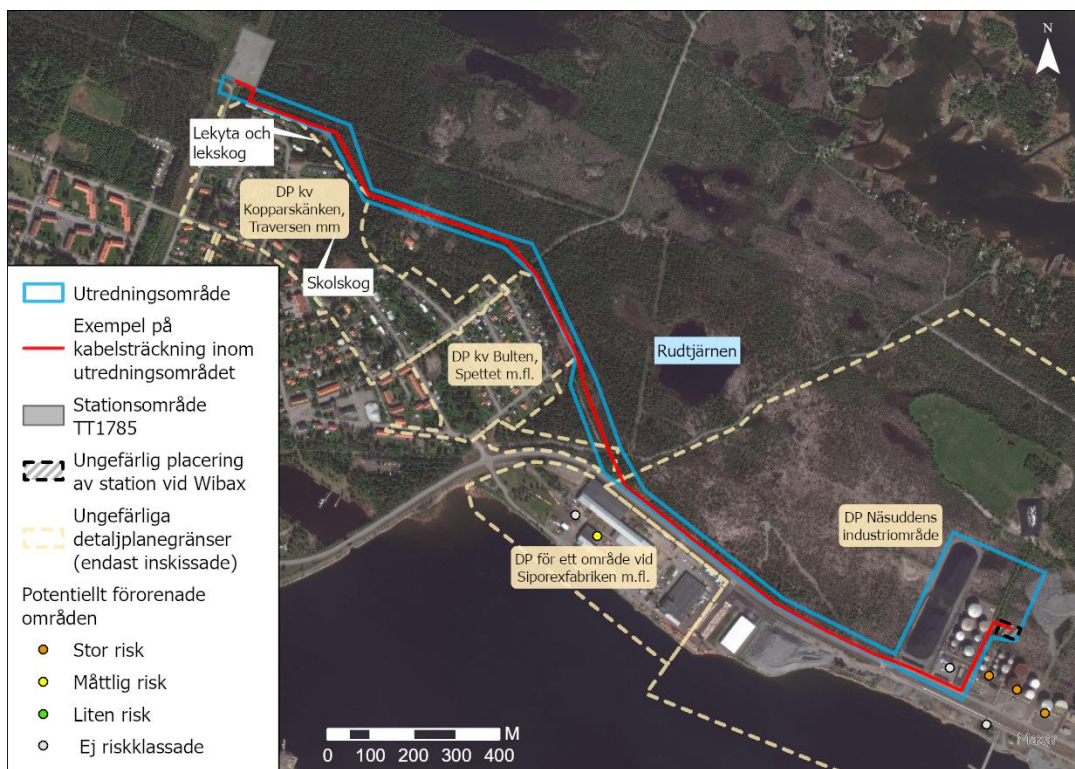 N
Lekyta och
lekskog
DP kv
Kopparskänken,
Traversen mm
Skolskog
DP kv Bulten,
Spettet m.fl.
Rudtjärnen
DP Näsuddens
industriområde
DP för ett område vid
Siporexfabriken m.fl.
Utredningsområde
Exempel på
kabelsträckning inom
utredningsområdet
Stationsområde
TT1785
Ungefärlig placering
av station vid Wibax
Ungefärliga
detaljplanegränser
(endast inskissade)
Potentiellt förorenade
områden
Stor risk
Måttlig risk
Liten risk
Ej riskklassade
M
0 100 200 300 400
Maxar